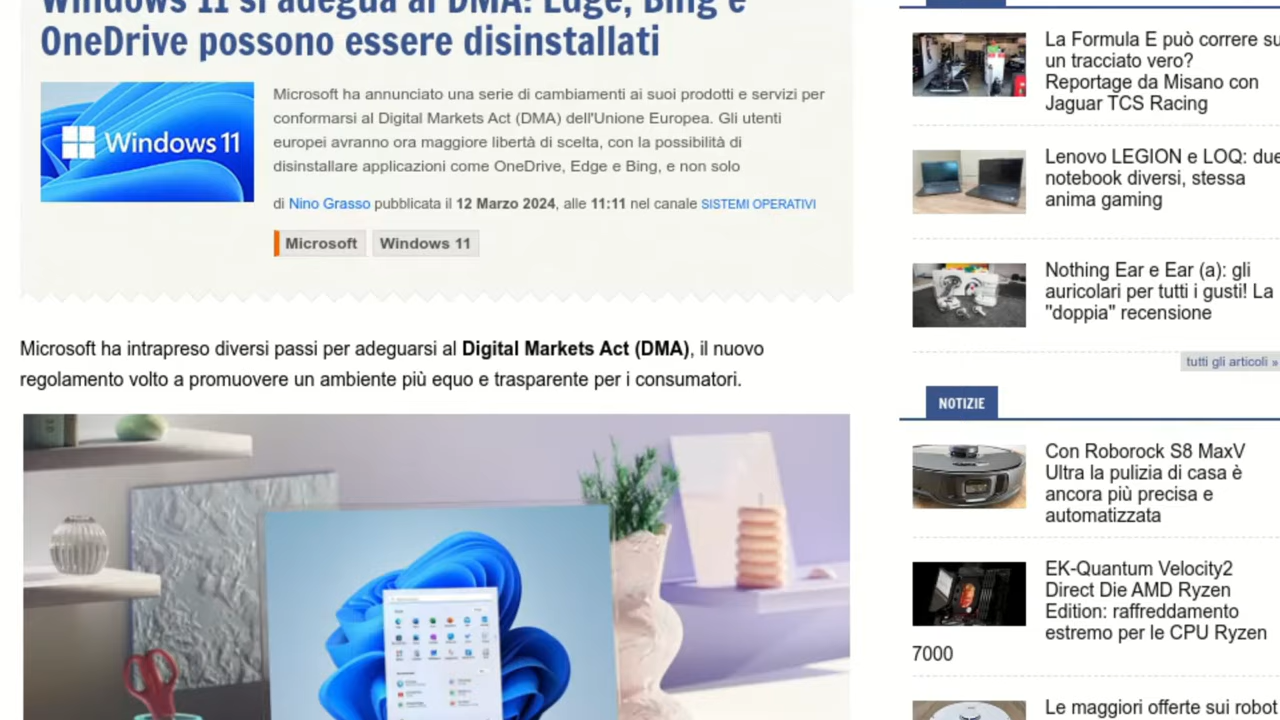 Windows 11 si adegua al DMA: Edge, Bing e
OneDrive possono essere disinstallati
Windows 11
Microsoft ha annunciato una serie di cambiamenti ai suoi prodotti e servizi per
conformarsi al Digital Markets Act (DMA) dell'Unione Europea. Gli utenti
europei avranno ora maggiore libertà di scelta, con la possibilità di
disinstallare applicazioni come OneDrive, Edge e Bing, e non solo
di Nino Grasso pubblicata il 12 Marzo 2024, alle 11:11 nel canale SISTEMI OPERATIVI
Microsoft
Windows 11
Microsoft ha intrapreso diversi passi per adeguarsi al Digital Markets Act (DMA), il nuovo
regolamento volto a promuovere un ambiente più equo e trasparente per i consumatori.
La Formula E può correre su
un tracciato vero?
Reportage da Misano con
Jaguar TCS Racing
Lenovo LEGION e LOQ: due
notebook diversi, stessa
anima gaming
Nothing Ear e Ear (a): gli
auricolari per tutti i gusti! La
"doppia" recensione
tutti gli articoli »
NOTIZIE
Con Roborock S8 MaxV
Ultra la pulizia di casa è
ancora più precisa e
automatizzata
EK-Quantum Velocity2
Direct Die AMD Ryzen
Edition: raffreddamento
estremo per le CPU Ryzen
7000
Le maggiori offerte sui robot